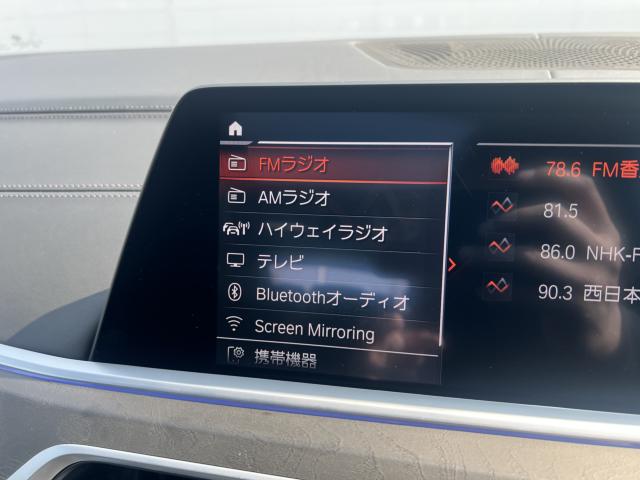 FMラジオ
AMラジオ
ハイウェイラジオ
テレビ
Bluetoothオーディオ
Screen Mirroring
携帯機器
78.6 FM香
81.5
86.0 NHK-F
90.3 西日本